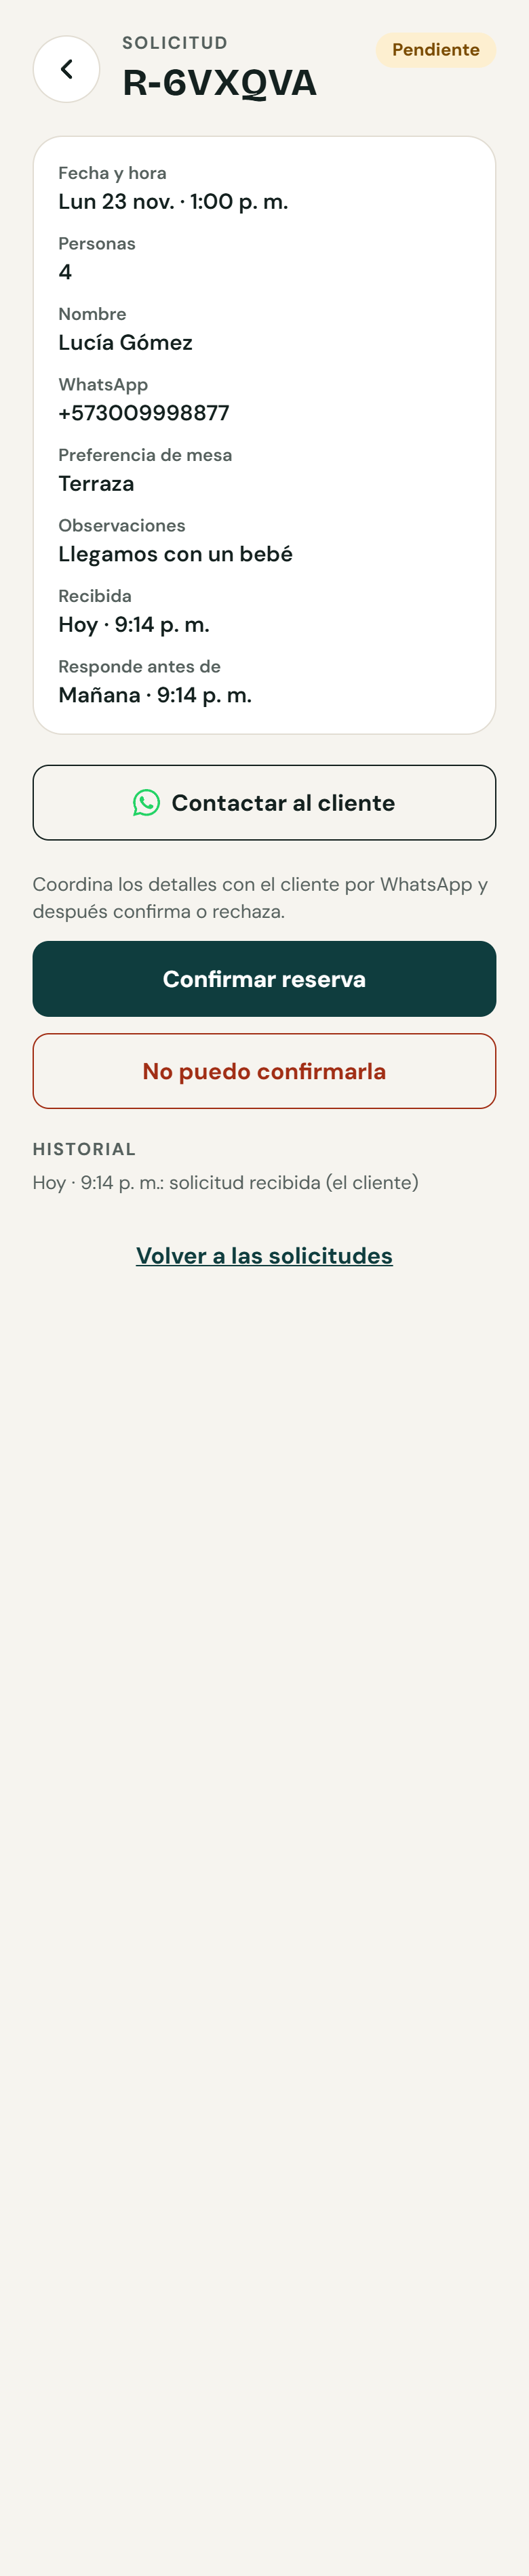 SOLICITUD
R-6VXQVA
Pendiente
Fecha y hora
Lun 23 nov. · 1:00 p. m.
Personas
4
Nombre
Lucía Gómez
WhatsApp
+573009998877
Preferencia de mesa
Terraza
Observaciones
Llegamos con un bebé
Recibida
Hoy · 9:14 p. m.
Responde antes de
Mañana · 9:14 p. m.
Contactar al cliente
Coordina los detalles con el cliente por WhatsApp y
después confirma o rechaza.
Confirmar reserva
No puedo confirmarla
HISTORIAL
Hoy · 9:14 p. m.: solicitud recibida (el cliente)
Volver a las solicitudes